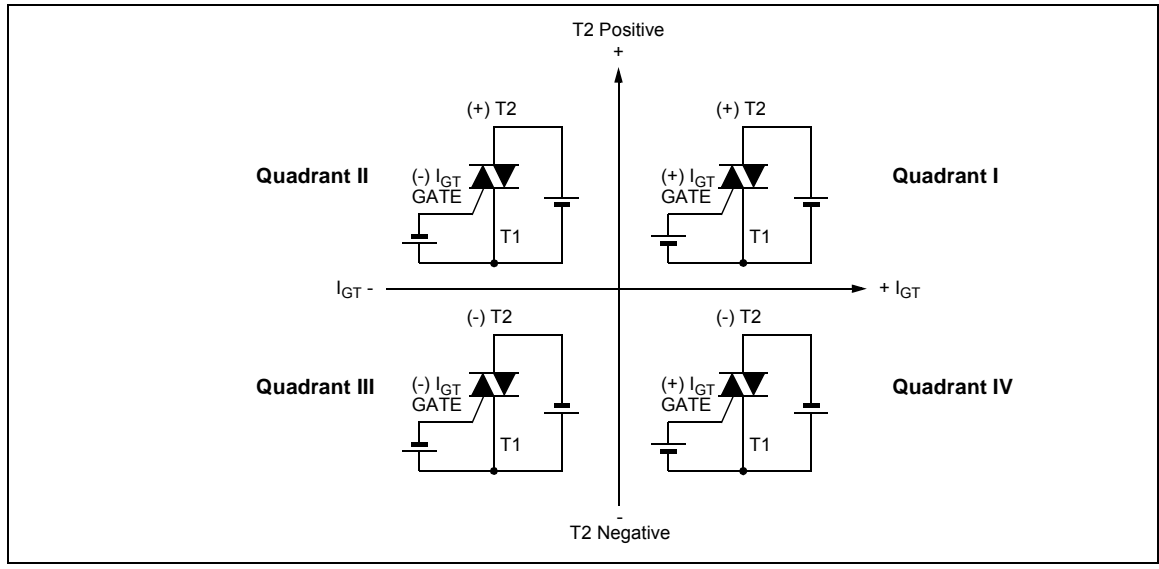 T2 Positive
+
(+) T2
(+) T2
Quadrant II
(-) IGT
GATE
T1
(+) IGT
GATE
T1
Quadrant I
IGT -
+ IGT
(-) T2
(-) T2
Quadrant III
(-) IGT
GATE
T1
(+) IGT
GATE
T1
Quadrant IV
-
T2 Negative